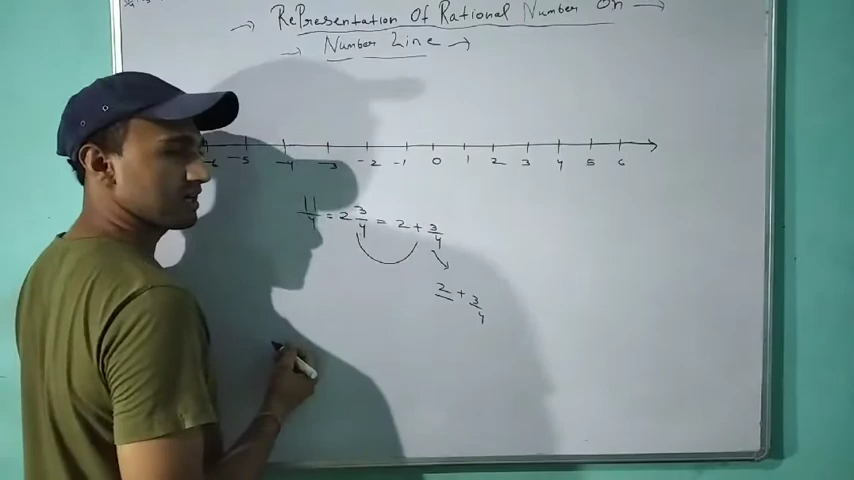 → RePresentation Of Rational Number On →
→ Number Line →
-6 -5 -4 -3 -2 -1 0 1 2 3 4 5 6
11/4 = 2 3/4 = 2 + 3/4
2 + 3/4